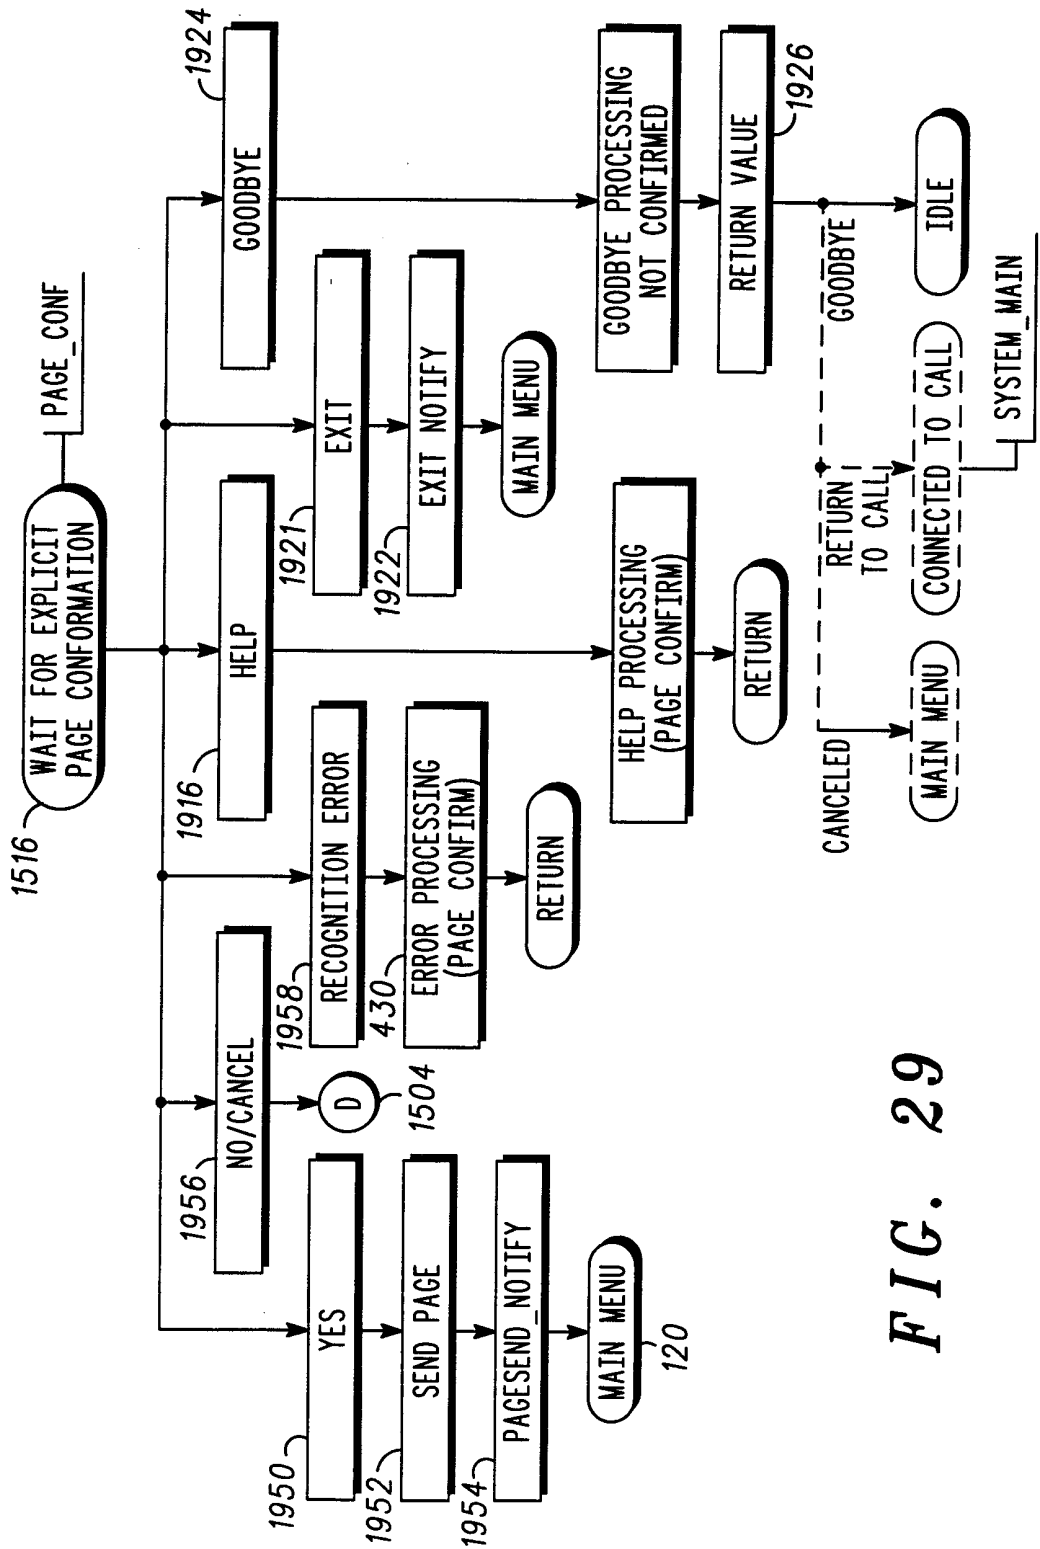 1516
WAIT FOR EXPLICIT
PAGE CONFORMATION
PAGE_CONF
1950
YES
1952
SEND PAGE
1954
PAGESEND_NOTIFY
MAIN MENU
120
1956
NO/CANCEL
D
1504
1958
RECOGNITION ERROR
430
ERROR PROCESSING
(PAGE CONFIRM)
RETURN
1916
HELP
HELP PROCESSING
(PAGE CONFIRM)
RETURN
1921
EXIT
1922
EXIT NOTIFY
MAIN MENU
1924
GOODBYE
GOODBYE PROCESSING
NOT CONFIRMED
RETURN VALUE
1926
CANCELED
RETURN
TO CALL
GOODBYE
MAIN MENU
CONNECTED TO CALL
IDLE
SYSTEM_MAIN
FIG. 29